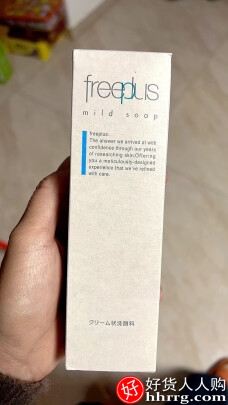 freeplus
mild soap
freeplus.
The answer we arrived at with
confidence through our years
of researching skin.Offering
you a meticulously-designed
experience that we've refined
with care.
クリーム状洗顔料
好货人人购
hhrrg.com